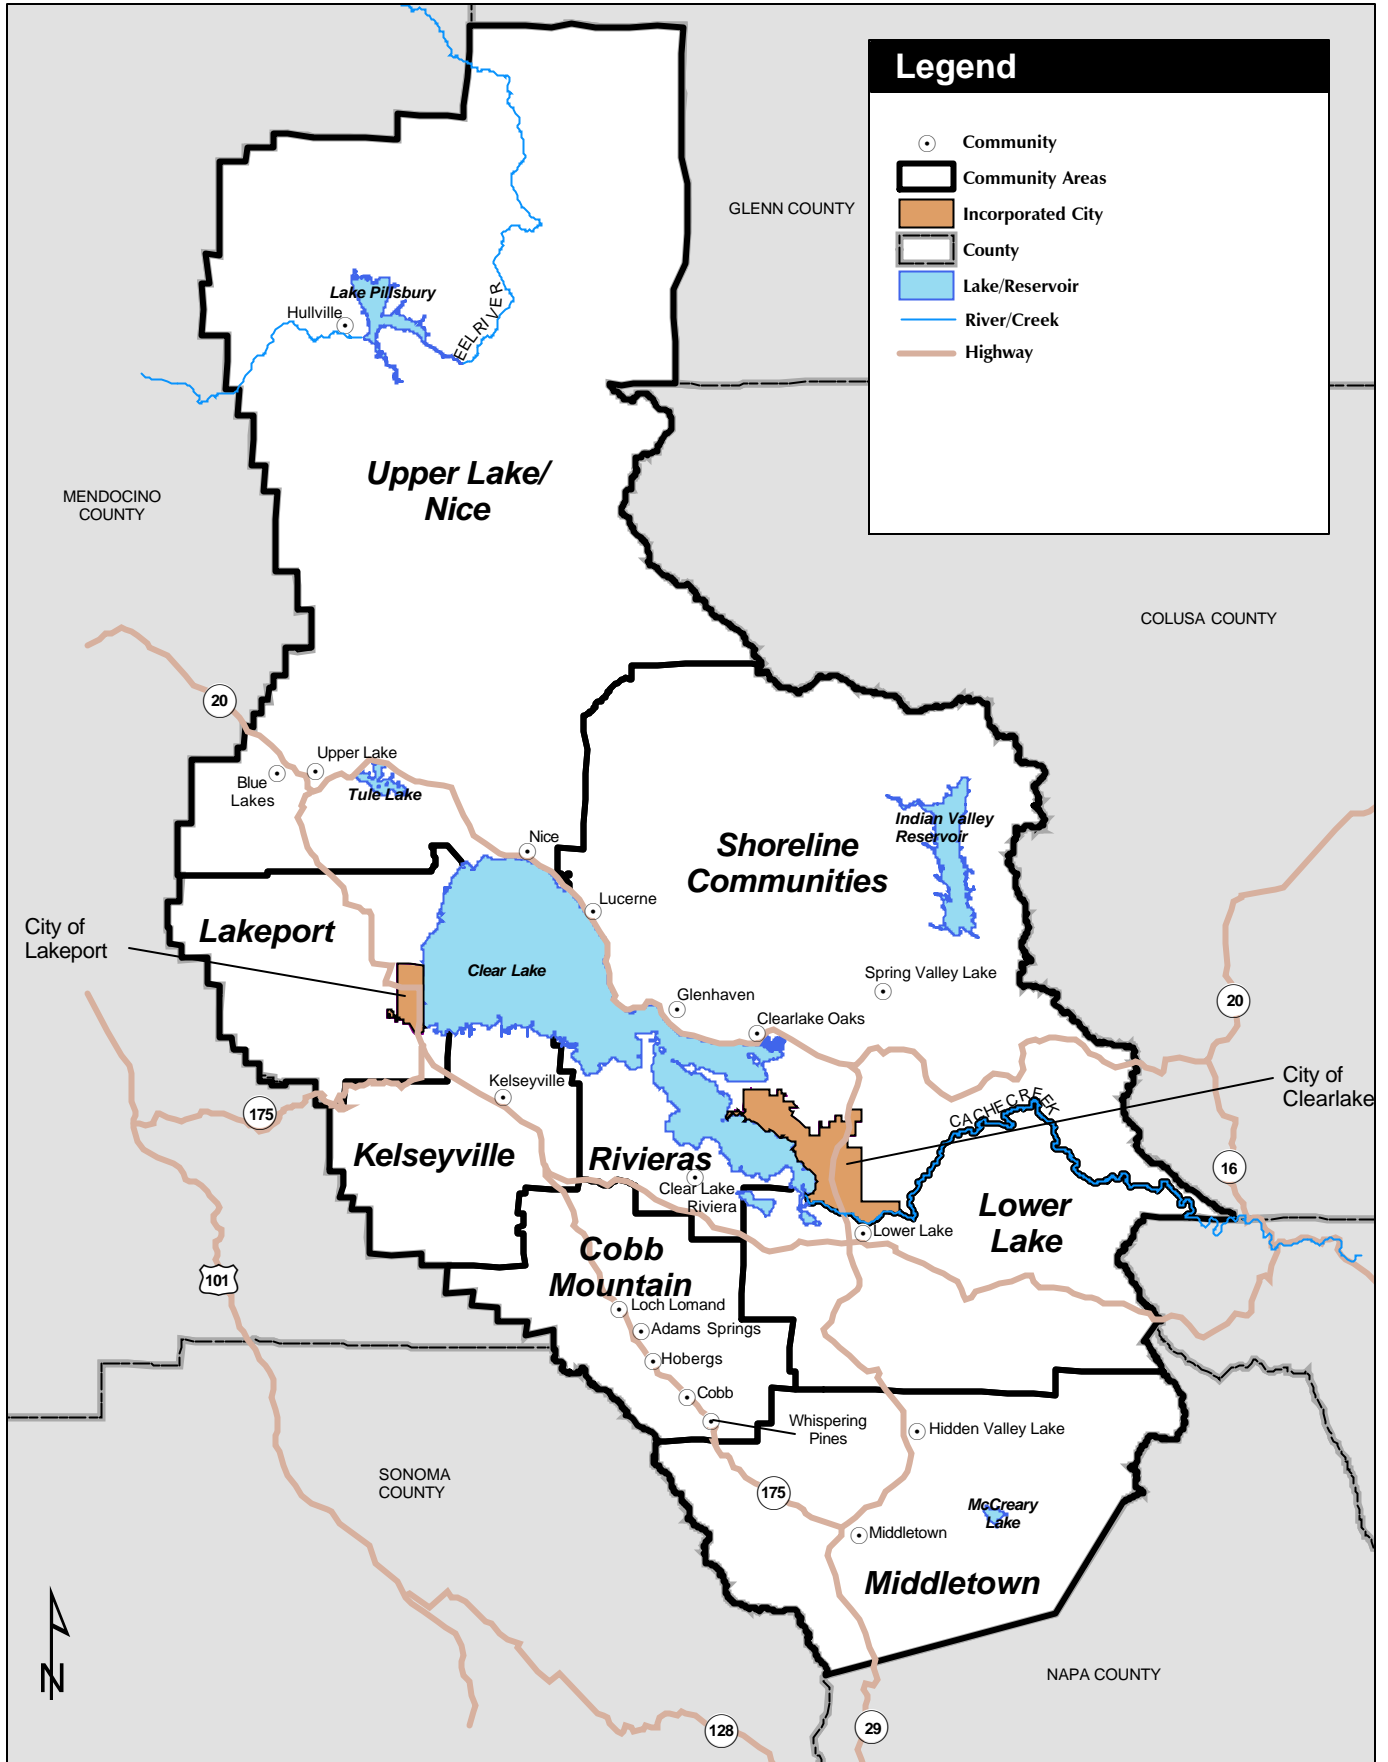 Legend
Community
Community Areas
Incorporated City
County
Lake/Reservoir
River/Creek
Highway
GLENN COUNTY
Lake Pillsbury
Hullville
EEL RIVER
Upper Lake/
Nice
MENDOCINO
COUNTY
COLUSA COUNTY
20
Upper Lake
Blue
Lakes
Tule Lake
Indian Valley
Reservoir
Nice
Shoreline
Communities
Lucerne
City of
Lakeport
Lakeport
Clear Lake
Spring Valley Lake
Glenhaven
20
Clearlake Oaks
Kelseyville
City of
Clearlake
CACHE CREEK
175
Kelseyville
Rivieras
16
Clear Lake
Riviera
Lower
Lake
Lower Lake
Cobb
Mountain
101
Loch Lomand
Adams Springs
Hobergs
Cobb
Whispering
Pines
Hidden Valley Lake
SONOMA
COUNTY
175
McCreary
Lake
Middletown
Middletown
N
NAPA COUNTY
128
29